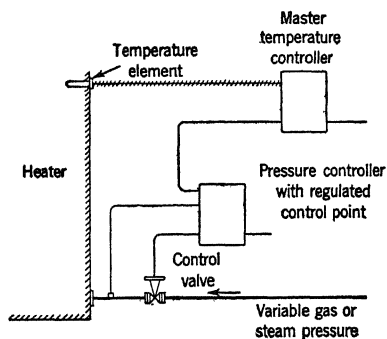 Master
temperature
controller
Temperature
element
Heater
Pressure controller
with regulated
control point
Control
valve
Variable gas or
steam pressure